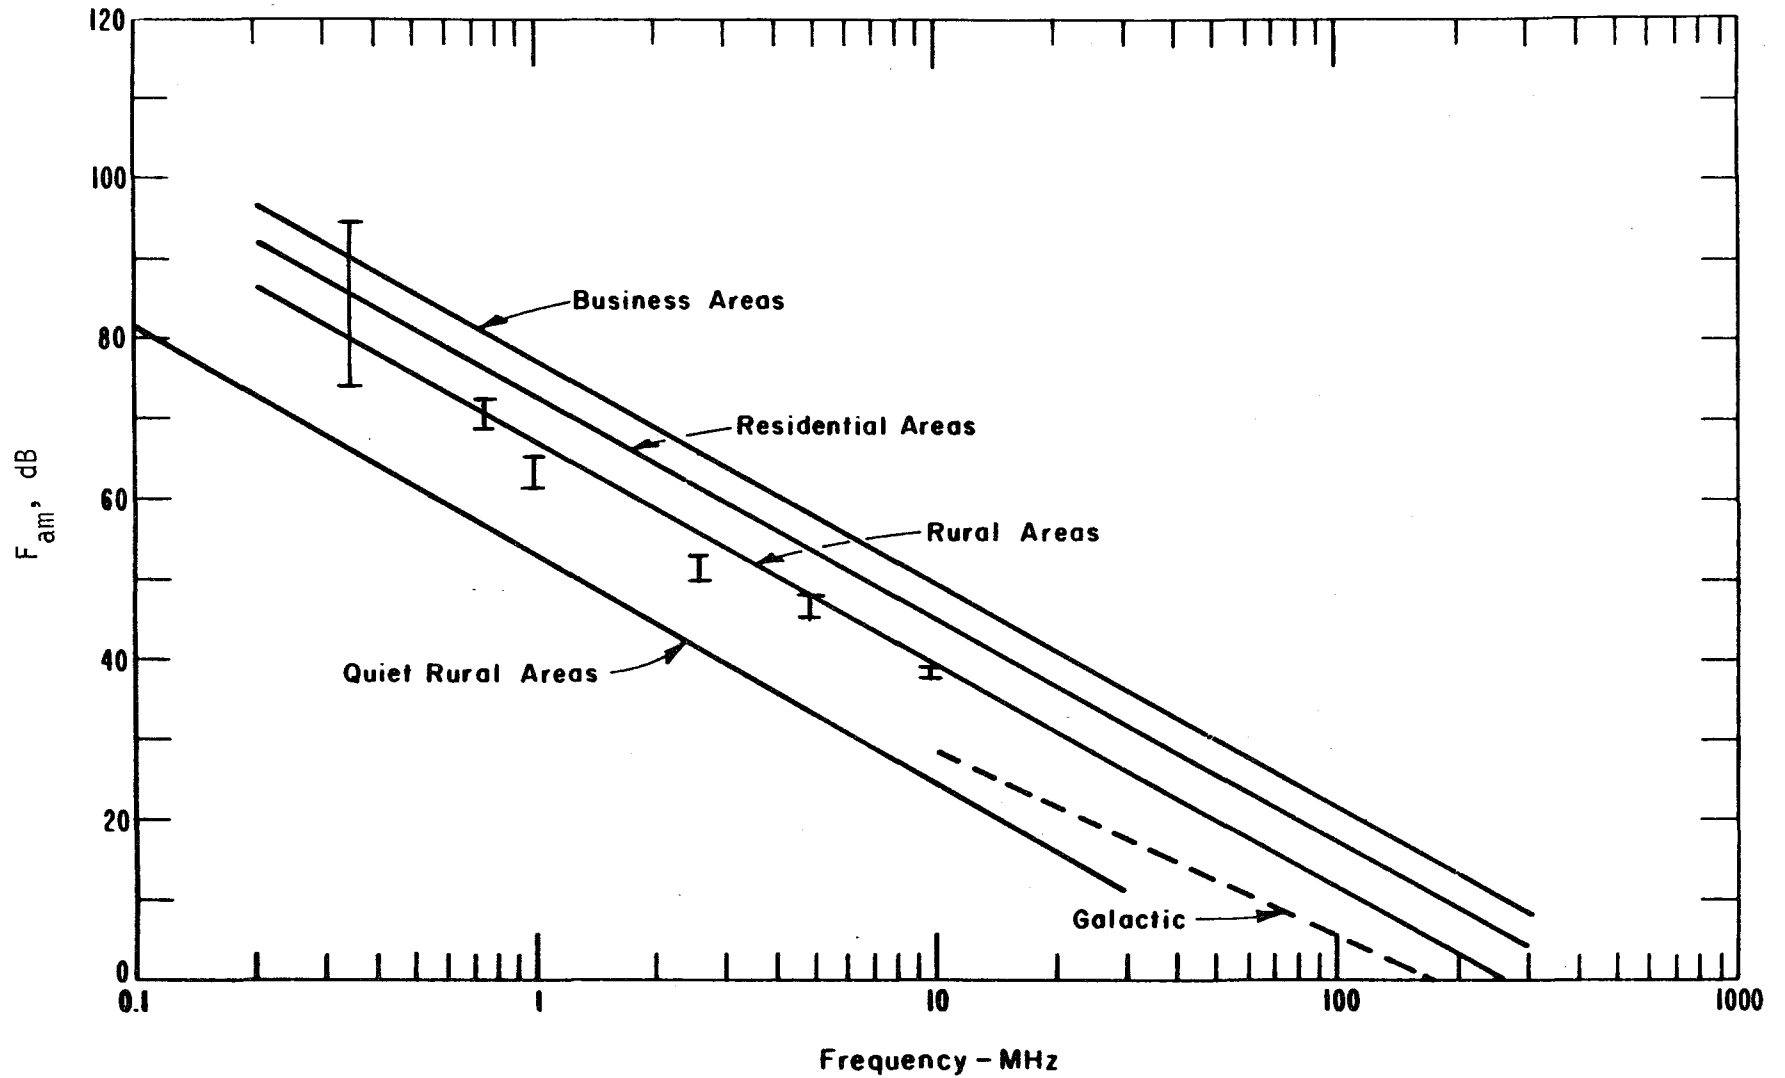 120
100
80
60
40
20
0
F_am, dB
Business Areas
Residential Areas
Rural Areas
Quiet Rural Areas
Galactic
0.1
1
10
100
1000
Frequency – MHz